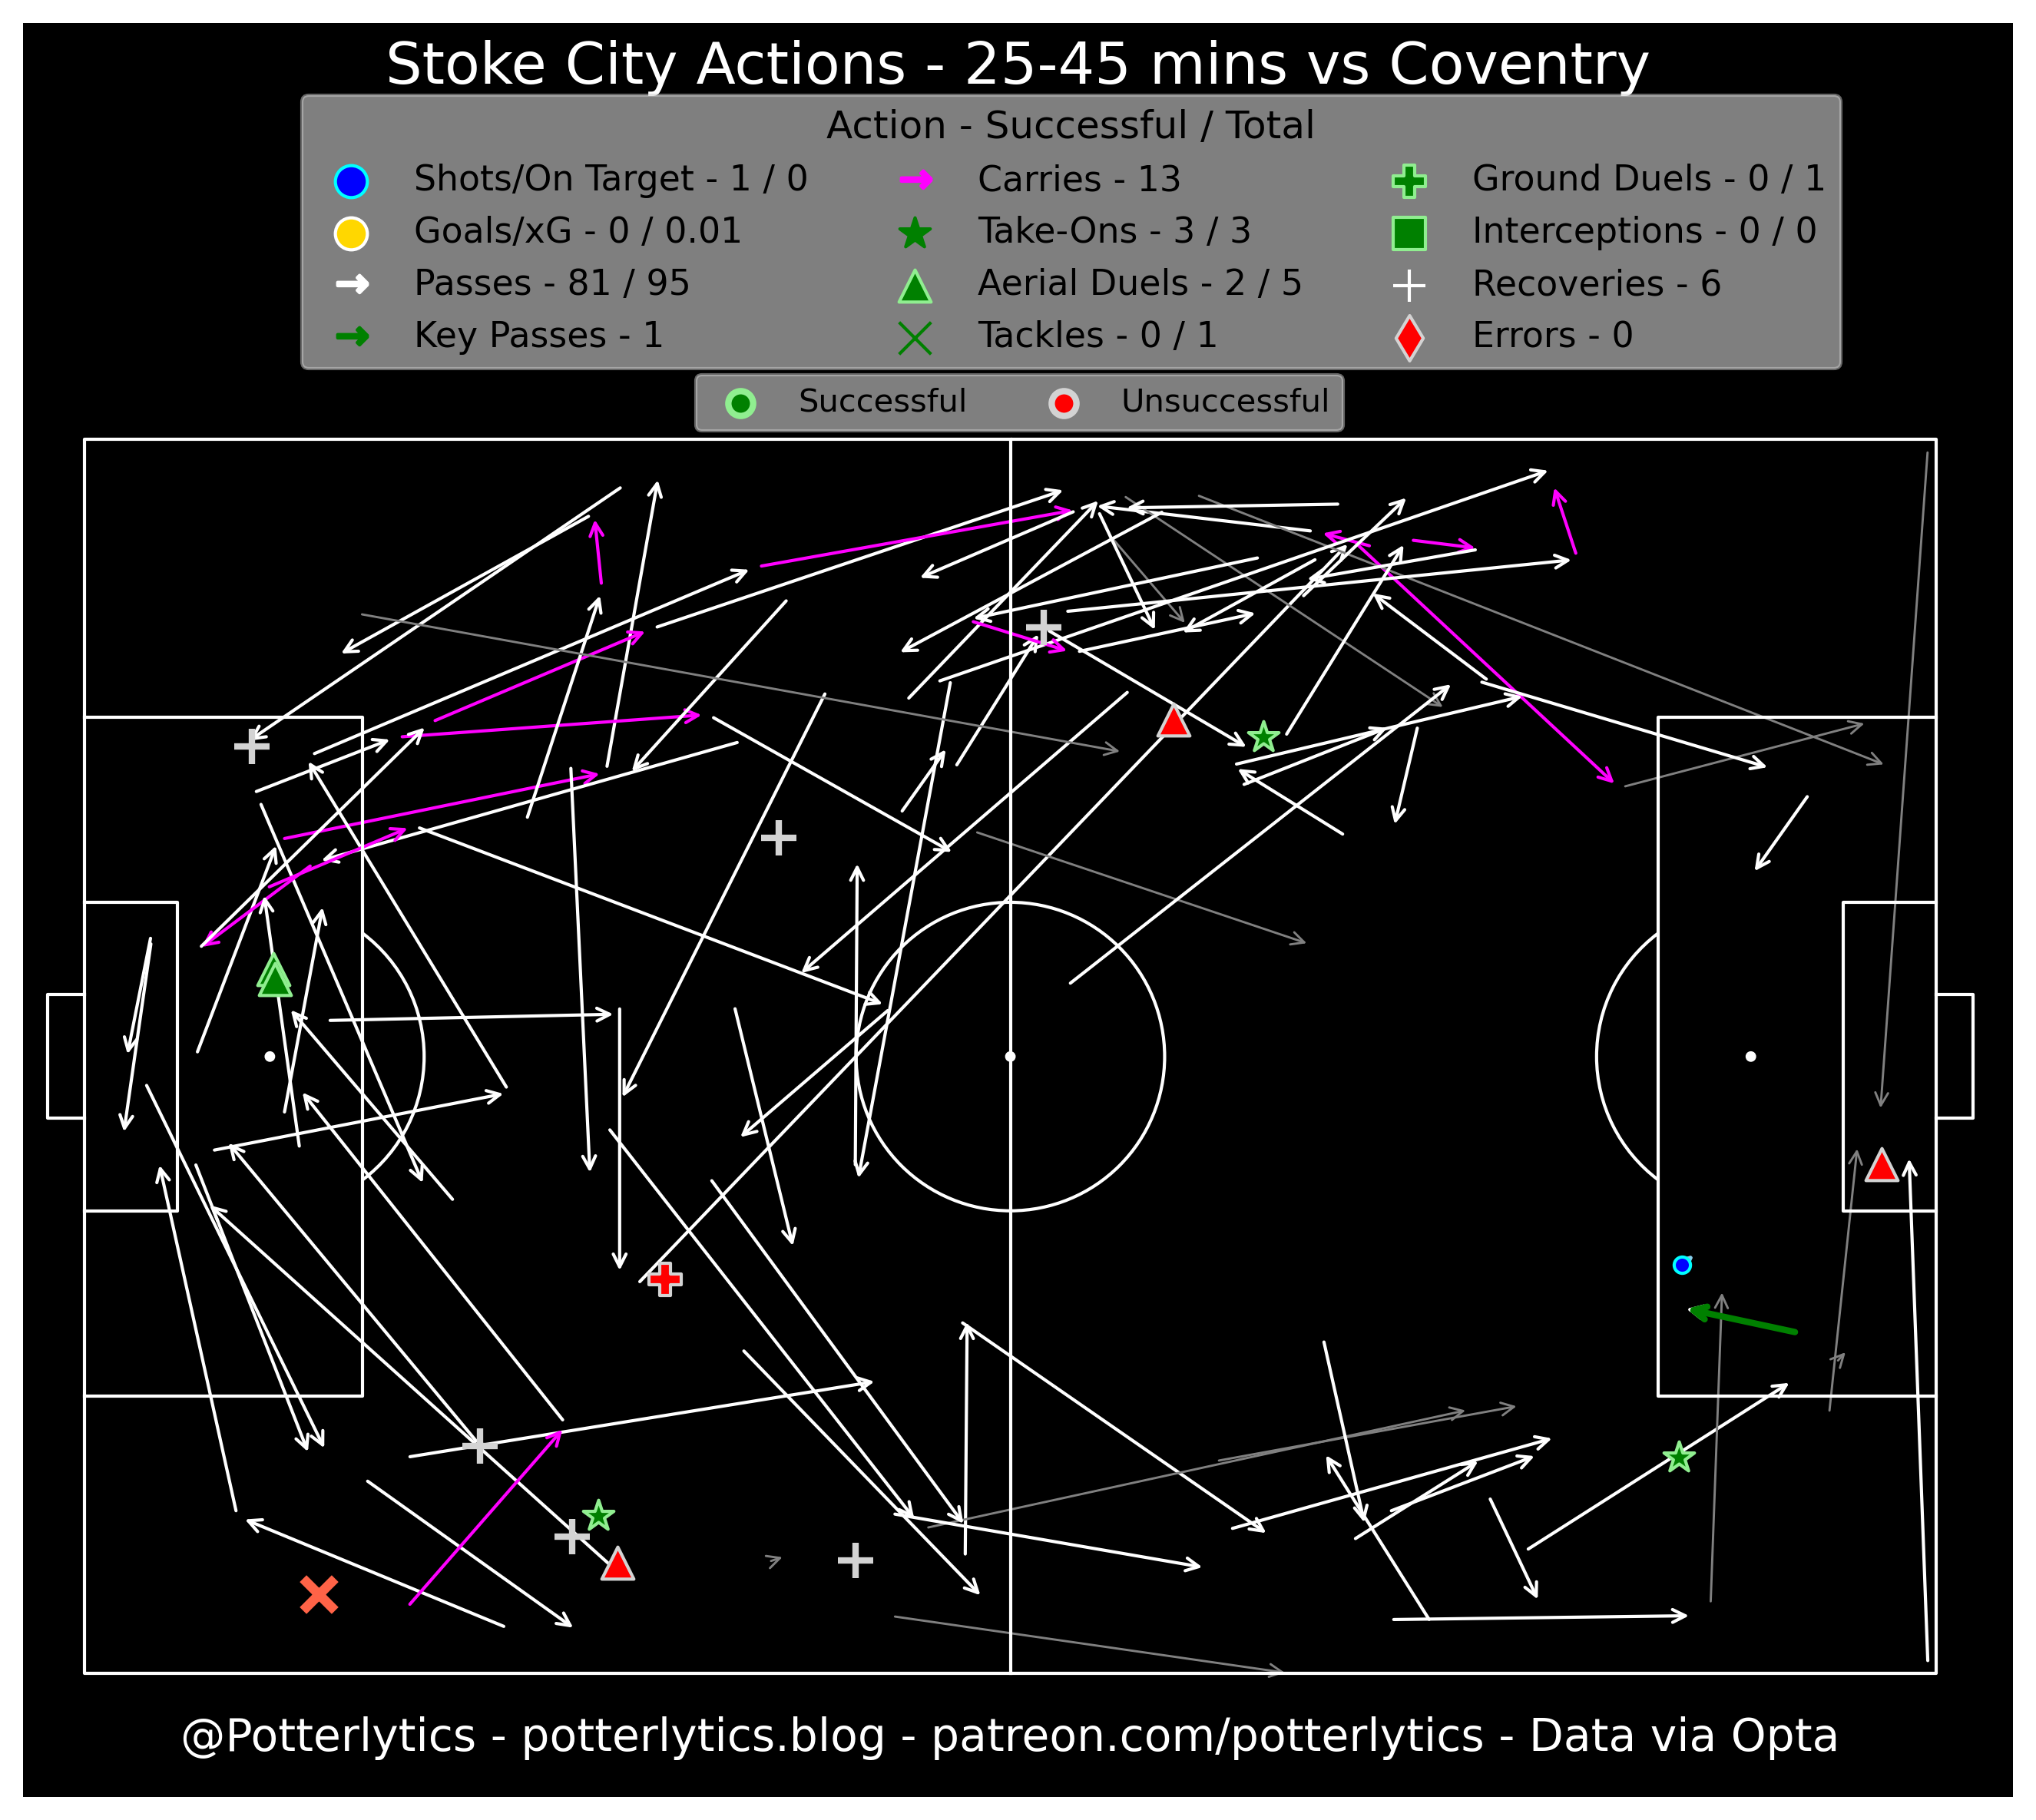 Stoke City Actions - 25-45 mins vs Coventry
Action - Successful / Total
Shots/On Target - 1 / 0
Goals/xG - 0 / 0.01
Passes - 81 / 95
Key Passes - 1
Carries - 13
Take-Ons - 3 / 3
Aerial Duels - 2 / 5
Tackles - 0 / 1
Ground Duels - 0 / 1
Interceptions - 0 / 0
Recoveries - 6
Errors - 0
Successful
Unsuccessful
@Potterlytics - potterlytics.blog - patreon.com/potterlytics - Data via Opta